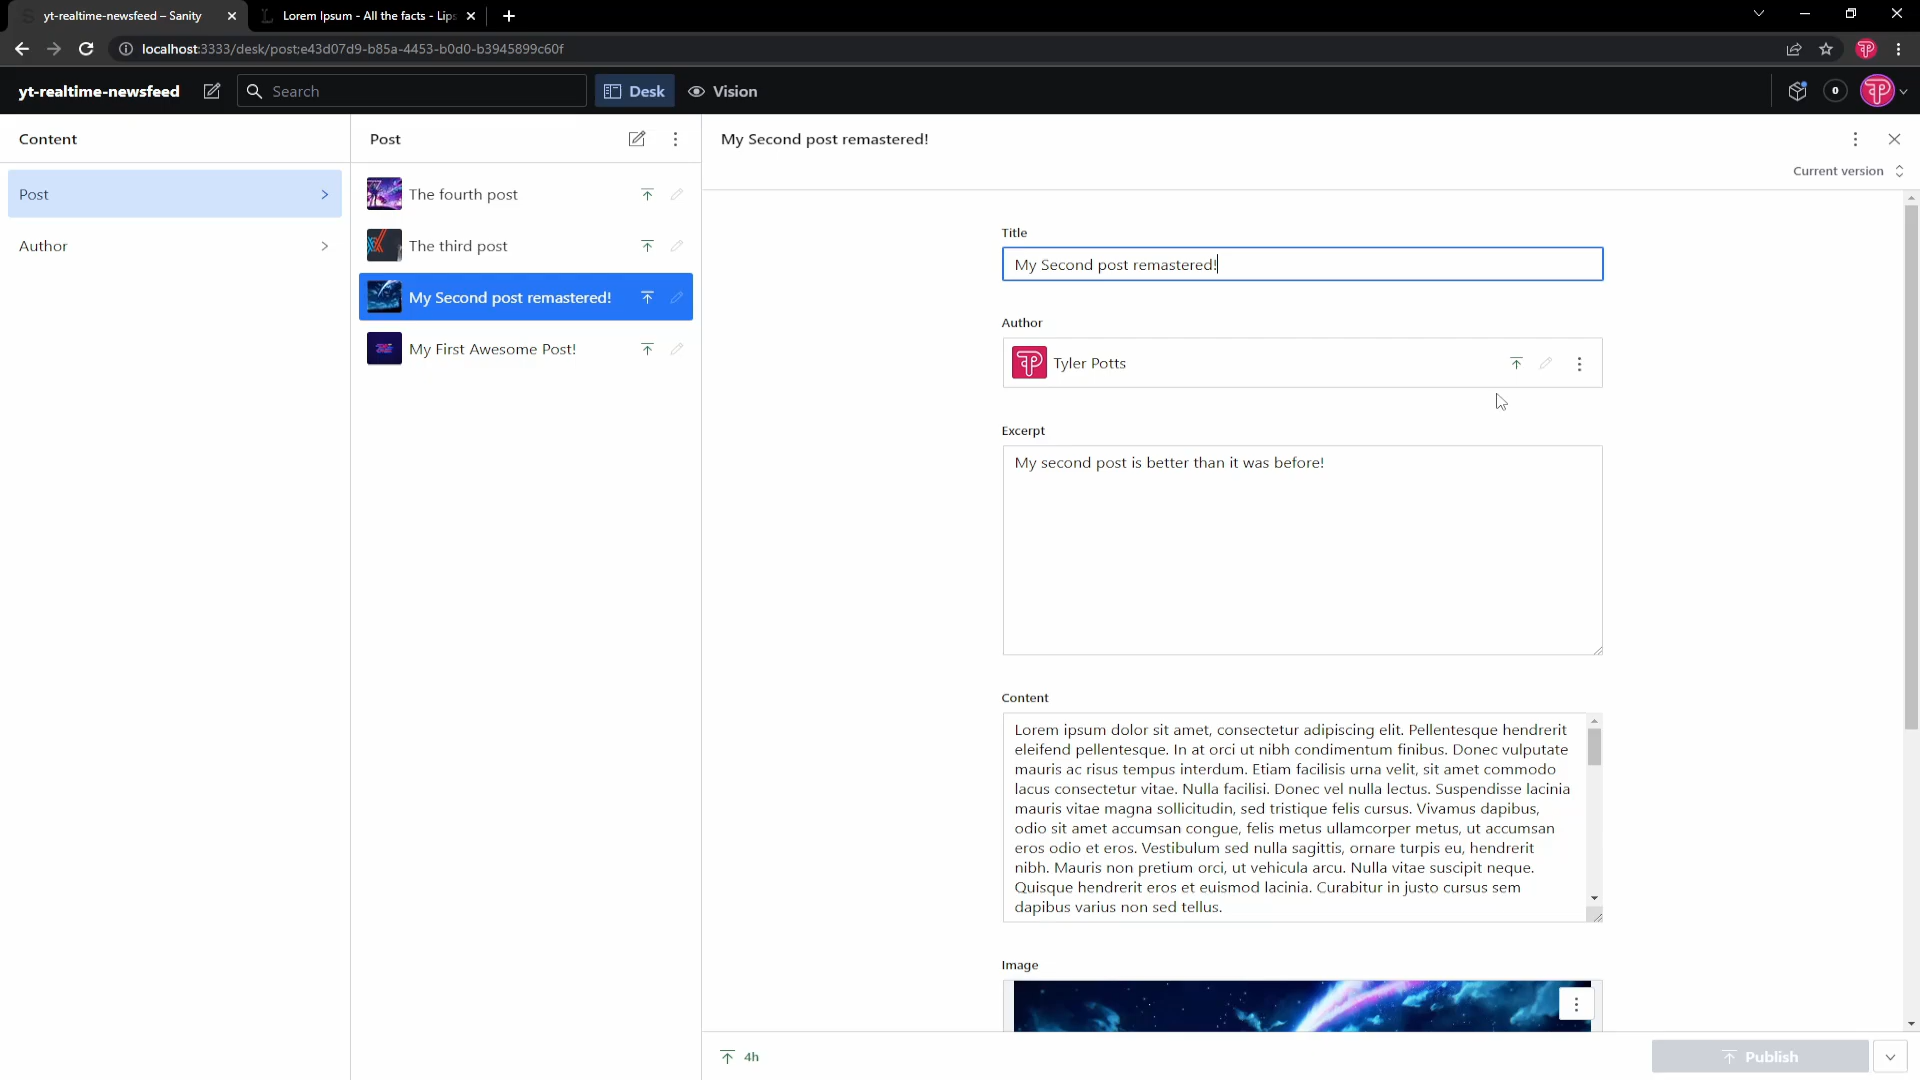 yt-realtime-newsfeed – Sanity
Lorem Ipsum - All the facts - Lips
localhost:3333/desk/post;e43d07d9-b85a-4453-b0d0-b3945899c60f
yt-realtime-newsfeed
Search
Desk
Vision
0
Content
Post
Author
Post
The fourth post
The third post
My Second post remastered!
My First Awesome Post!
My Second post remastered!
Current version
Title
My Second post remastered!
Author
Tyler Potts
Excerpt
My second post is better than it was before!
Content
Lorem ipsum dolor sit amet, consectetur adipiscing elit. Pellentesque hendrerit
eleifend pellentesque. In at orci ut nibh condimentum finibus. Donec vulputate
mauris ac risus tempus interdum. Etiam facilisis urna velit, sit amet commodo
lacus consectetur vitae. Nulla facilisi. Donec vel nulla lectus. Suspendisse lacinia
mauris vitae magna sollicitudin, sed tristique felis cursus. Vivamus dapibus,
odio sit amet accumsan congue, felis metus ullamcorper metus, ut accumsan
eros odio et eros. Vestibulum sed nulla sagittis, ornare turpis eu, hendrerit
nibh. Mauris non pretium orci, ut vehicula arcu. Nulla vitae suscipit neque.
Quisque hendrerit eros et euismod lacinia. Curabitur in justo cursus sem
dapibus varius non sed tellus.
Image
4h
Publish